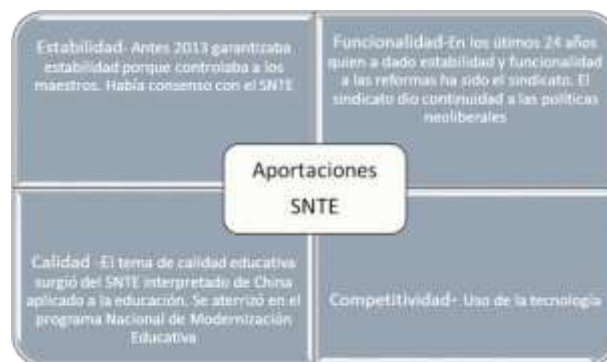 Estabilidad- Antes 2013 garantizaba
estabilidad porque controlaba a los
maestros. Había consenso con el SNTE
Funcionalidad-En los útimos 24 años
quien a dado estabilidad y funcionalidad
a las reformas ha sido el sindicato. El
sindicato dio continuidad a las políticas
neoliberales
Aportaciones
SNTE
Calidad -El tema de calidad educativa
surgió del SNTE interpretado de China
aplicado a la educación. Se aterrizó en el
programa Nacional de Modernización
Educativa
Competitividad- Uso de la tecnología